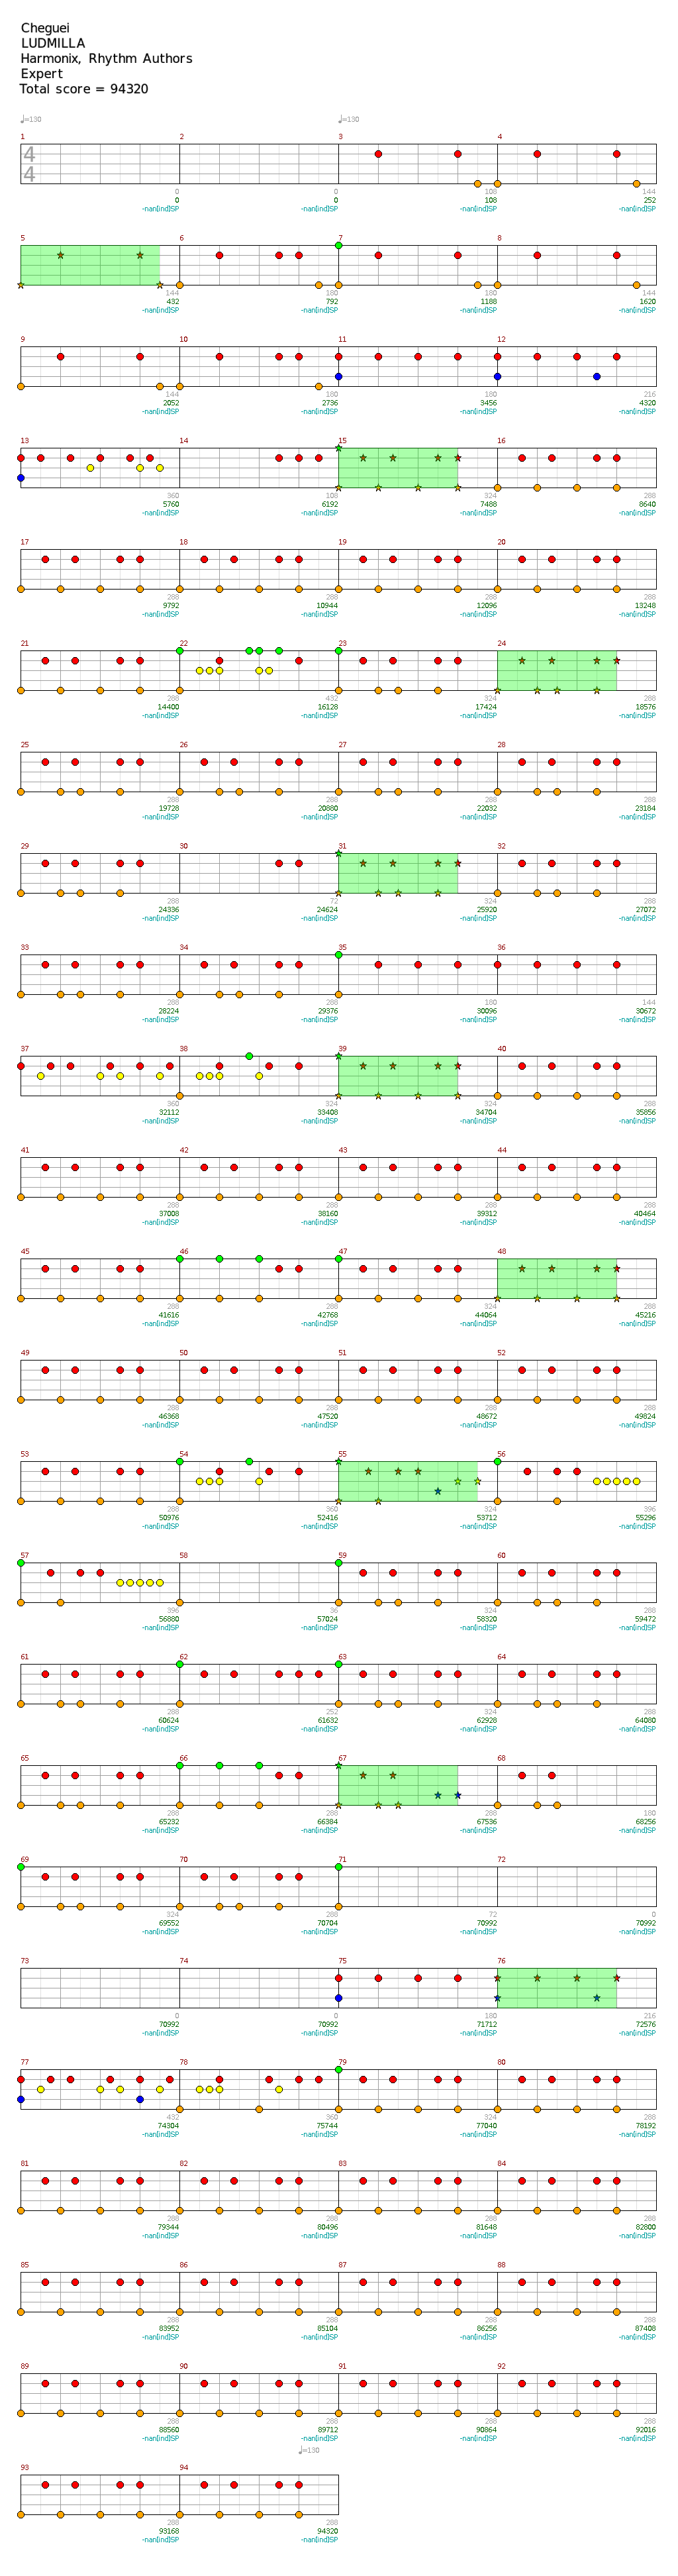 Cheguei
LUDMILLA
Harmonix, Rhythm Authors
Expert
Total score = 94320
♩=130 ♩=130
1 2 3 4
4
4
0 0 108 144
0 0 108 252
-nan[ind]SP -nan[ind]SP -nan[ind]SP -nan[ind]SP
5 6 7 8
144 180 180 144
432 792 1188 1620
-nan[ind]SP -nan[ind]SP -nan[ind]SP -nan[ind]SP
9 10 11 12
144 180 180 216
2052 2736 3456 4320
-nan[ind]SP -nan[ind]SP -nan[ind]SP -nan[ind]SP
13 14 15 16
360 108 324 288
5760 6192 7488 8640
-nan[ind]SP -nan[ind]SP -nan[ind]SP -nan[ind]SP
17 18 19 20
288 288 288 288
9792 10944 12096 13248
-nan[ind]SP -nan[ind]SP -nan[ind]SP -nan[ind]SP
21 22 23 24
288 432 324 288
14400 16128 17424 18576
-nan[ind]SP -nan[ind]SP -nan[ind]SP -nan[ind]SP
25 26 27 28
288 288 288 288
19728 20880 22032 23184
-nan[ind]SP -nan[ind]SP -nan[ind]SP -nan[ind]SP
29 30 31 32
288 72 324 288
24336 24624 25920 27072
-nan[ind]SP -nan[ind]SP -nan[ind]SP -nan[ind]SP
33 34 35 36
288 288 180 144
28224 29376 30096 30672
-nan[ind]SP -nan[ind]SP -nan[ind]SP -nan[ind]SP
37 38 39 40
360 324 324 288
32112 33408 34704 35856
-nan[ind]SP -nan[ind]SP -nan[ind]SP -nan[ind]SP
41 42 43 44
288 288 288 288
37008 38160 39312 40464
-nan[ind]SP -nan[ind]SP -nan[ind]SP -nan[ind]SP
45 46 47 48
288 288 324 288
41616 42768 44064 45216
-nan[ind]SP -nan[ind]SP -nan[ind]SP -nan[ind]SP
49 50 51 52
288 288 288 288
46368 47520 48672 49824
-nan[ind]SP -nan[ind]SP -nan[ind]SP -nan[ind]SP
53 54 55 56
288 360 324 396
50976 52416 53712 55296
-nan[ind]SP -nan[ind]SP -nan[ind]SP -nan[ind]SP
57 58 59 60
396 36 324 288
56880 57024 58320 59472
-nan[ind]SP -nan[ind]SP -nan[ind]SP -nan[ind]SP
61 62 63 64
288 252 324 288
60624 61632 62928 64080
-nan[ind]SP -nan[ind]SP -nan[ind]SP -nan[ind]SP
65 66 67 68
288 288 288 180
65232 66384 67536 68256
-nan[ind]SP -nan[ind]SP -nan[ind]SP -nan[ind]SP
69 70 71 72
324 288 72 0
69552 70704 70992 70992
-nan[ind]SP -nan[ind]SP -nan[ind]SP -nan[ind]SP
73 74 75 76
0 0 180 216
70992 70992 71712 72576
-nan[ind]SP -nan[ind]SP -nan[ind]SP -nan[ind]SP
77 78 79 80
432 360 324 288
74304 75744 77040 78192
-nan[ind]SP -nan[ind]SP -nan[ind]SP -nan[ind]SP
81 82 83 84
288 288 288 288
79344 80496 81648 82800
-nan[ind]SP -nan[ind]SP -nan[ind]SP -nan[ind]SP
85 86 87 88
288 288 288 288
83952 85104 86256 87408
-nan[ind]SP -nan[ind]SP -nan[ind]SP -nan[ind]SP
89 90 91 92
288 288 288 288
88560 89712 90864 92016
-nan[ind]SP -nan[ind]SP -nan[ind]SP -nan[ind]SP
♩=130
93 94
288 288
93168 94320
-nan[ind]SP -nan[ind]SP